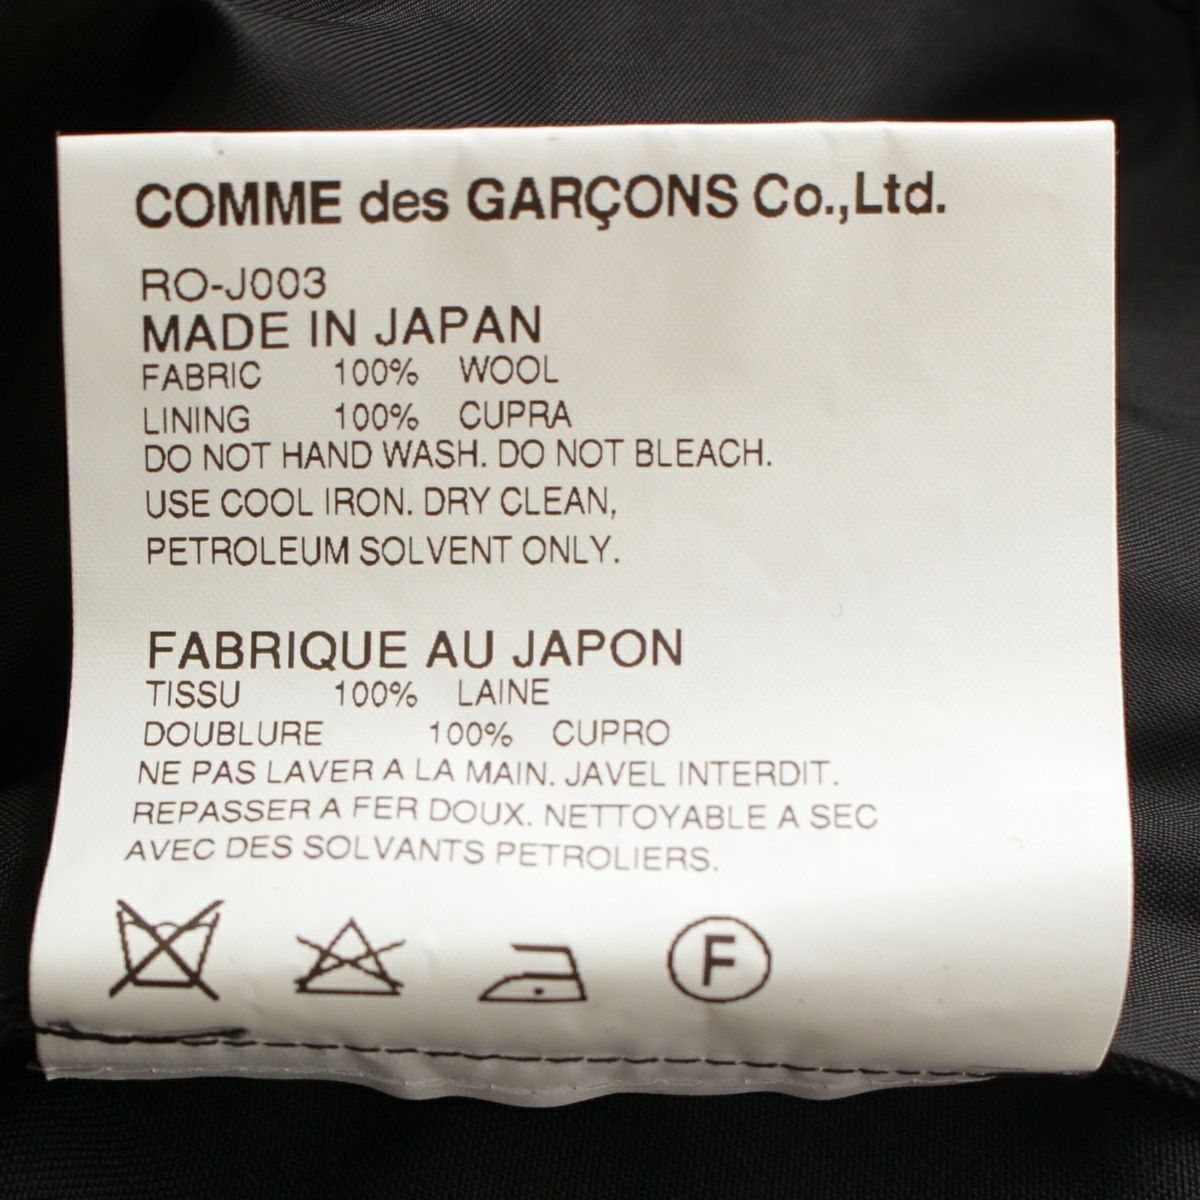 COMME des GARÇONS Co.,Ltd.
RO-J003
MADE IN JAPAN
FABRIC 100% WOOL
LINING 100% CUPRA
DO NOT HAND WASH. DO NOT BLEACH.
USE COOL IRON. DRY CLEAN,
PETROLEUM SOLVENT ONLY.
FABRIQUE AU JAPON
TISSU 100% LAINE
DOUBLURE 100% CUPRO
NE PAS LAVER A LA MAIN. JAVEL INTERDIT.
REPASSER A FER DOUX. NETTOYABLE A SEC
AVEC DES SOLVANTS PETROLIERS.
F